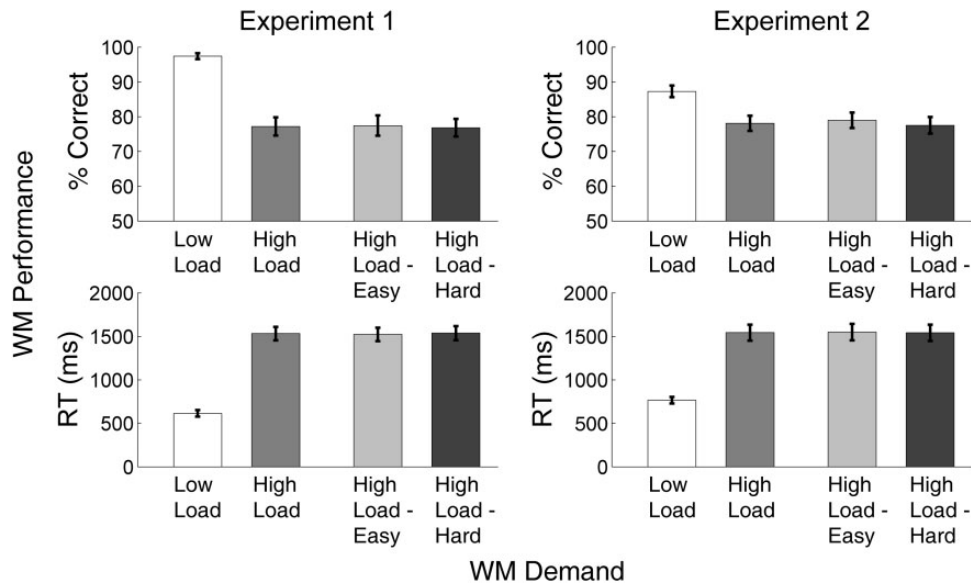 Experiment 1
Experiment 2
WM Performance
% Correct
100
90
80
70
60
50
Low
Load
High
Load
High
Load -
Easy
High
Load -
Hard
% Correct
100
90
80
70
60
50
Low
Load
High
Load
High
Load -
Easy
High
Load -
Hard
RT (ms)
2000
1500
1000
500
0
Low
Load
High
Load
High
Load -
Easy
High
Load -
Hard
RT (ms)
2000
1500
1000
500
0
Low
Load
High
Load
High
Load -
Easy
High
Load -
Hard
WM Demand